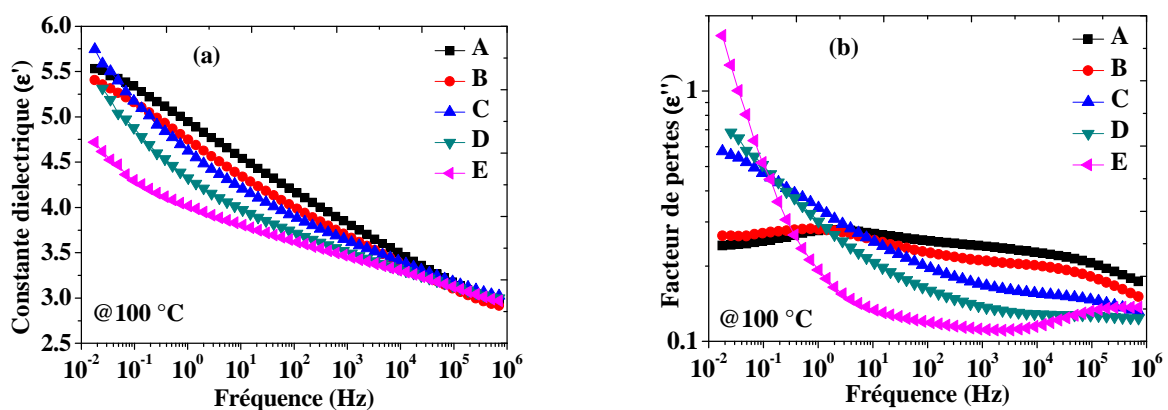 (a)
A
B
C
D
E
@100 °C
Constante dielectrique (ε')
6.0
5.5
5.0
4.5
4.0
3.5
3.0
2.5
10⁻² 10⁻¹ 10⁰ 10¹ 10² 10³ 10⁴ 10⁵ 10⁶
Fréquence (Hz)
(b)
A
B
C
D
E
@100 °C
Facteur de pertes (ε'')
1
0.1
10⁻² 10⁻¹ 10⁰ 10¹ 10² 10³ 10⁴ 10⁵ 10⁶
Fréquence (Hz)